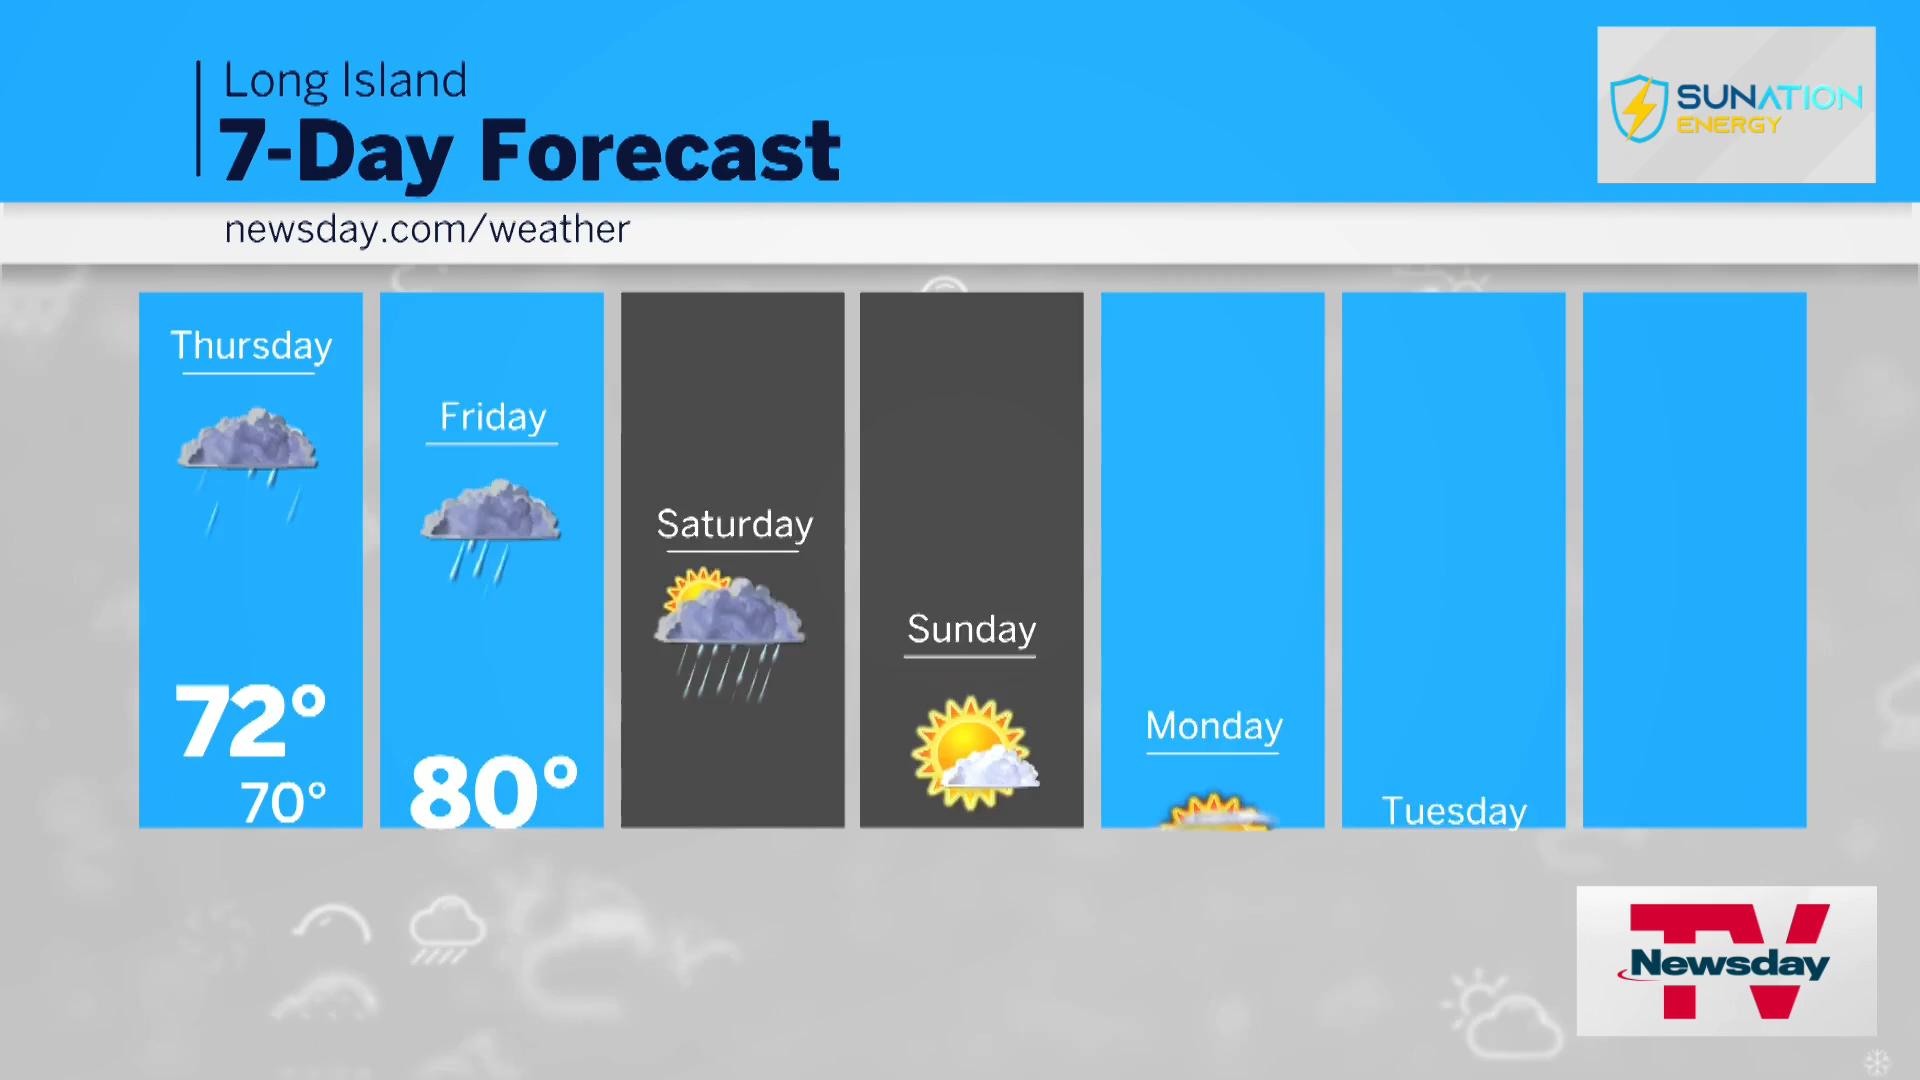 Long Island
7-Day Forecast
newsday.com/weather
SUNATION
ENERGY
Thursday
72°
70°
Friday
80°
Saturday
Sunday
Monday
Tuesday
TV
Newsday